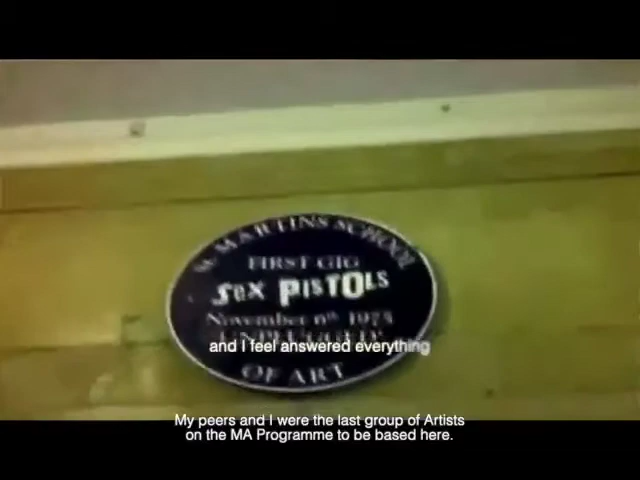 MARTINS SCHOOL
FIRST GIG
SEX PISTOLS
November 6th 1975
and I feel answered everything
OF ART
My peers and I were the last group of Artists
on the MA Programme to be based here.